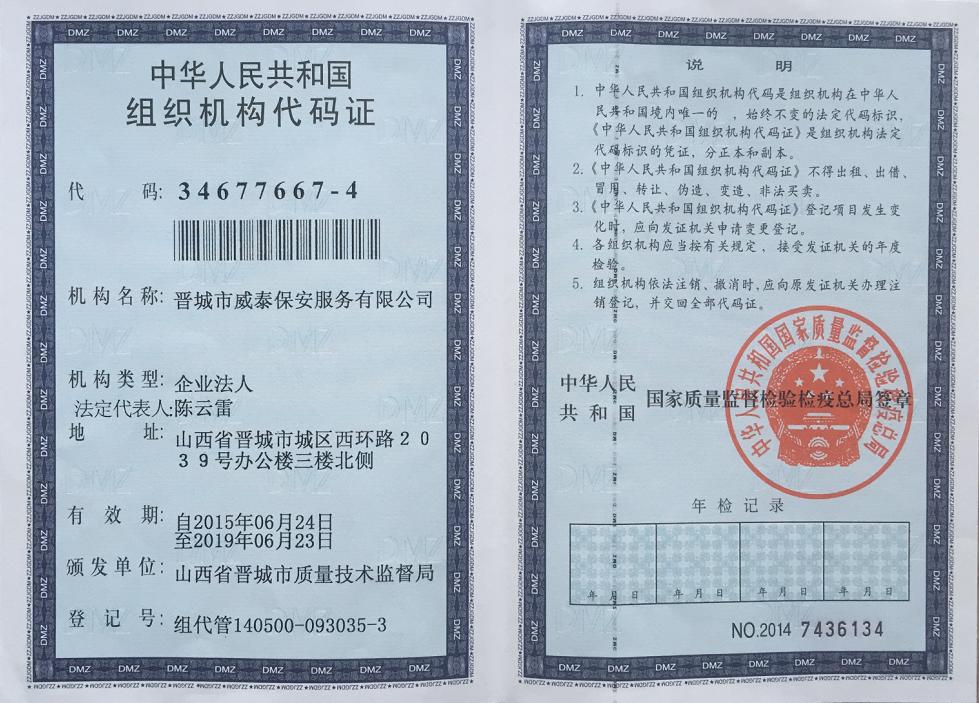 中华人民共和国
组织机构代码证
代 码: 34677667-4
机构名称: 晋城市威泰保安服务有限公司
机构类型: 企业法人
法定代表人:陈云雷
地 址: 山西省晋城市城区西环路20
39号办公楼三楼北侧
有 效 期: 自2015年06月24日
至2019年06月23日
颁发单位: 山西省晋城市质量技术监督局
登 记 号: 组代管140500-093035-3
说 明
1. 中华人民共和国组织机构代码是组织机构在中华人
民共和国境内唯一的 、始终不变的法定代码标识，
《中华人民共和国组织机构代码证》是组织机构法定
代码标识的凭证，分正本和副本。
2.《中华人民共和国组织机构代码证》不得出租、出借、
冒用、转让、伪造、变造、非法买卖。
3.《中华人民共和国组织机构代码证》登记项目发生变
化时，应向发证机关申请变更登记。
4. 各组织机构应当按有关规定 、接受发证机关的年度
检验。
5. 组织机构依法注销、撤消时，应向原发证机关办理注
销登记，并交回全部代码证。
中华人民共和国国家质量监督检验检疫总局
中华人民
共 和 国 国家质量监督检验检疫总局签章
年 检 记 录
年 月 日 年 月 日 年 月 日 年 月 日
NO.2014 7436134